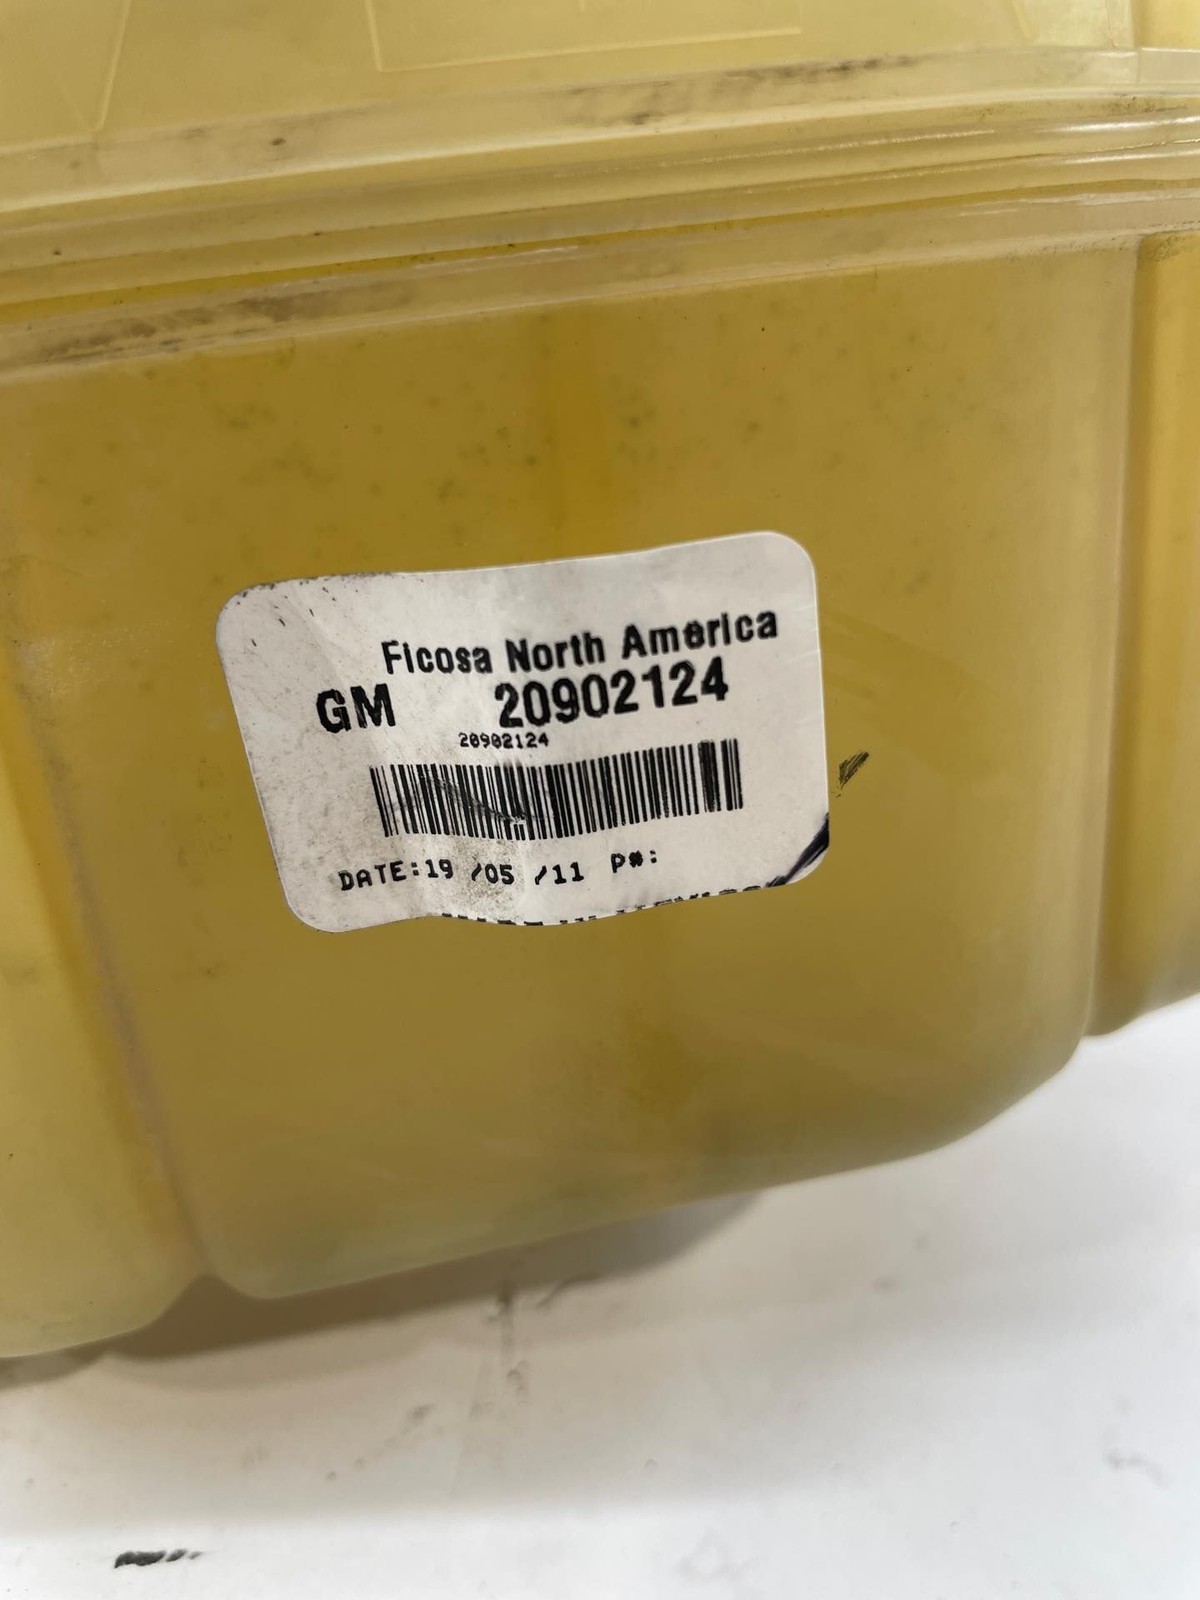 Ficosa North America
GM 20902124
20902124
DATE:19 /05 /11 P#: